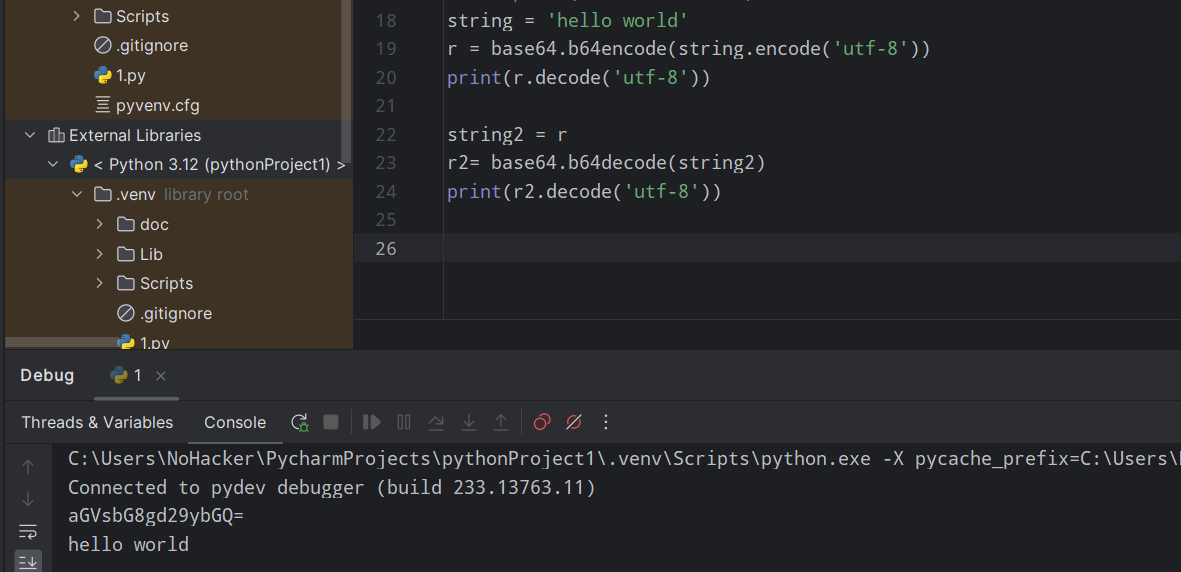 Scripts
.gitignore
1.py
pyvenv.cfg
External Libraries
< Python 3.12 (pythonProject1) >
.venv library root
doc
Lib
Scripts
.gitignore
1.py
18 string = 'hello world'
19 r = base64.b64encode(string.encode('utf-8'))
20 print(r.decode('utf-8'))
21
22 string2 = r
23 r2= base64.b64decode(string2)
24 print(r2.decode('utf-8'))
25
26
Debug 1
Threads & Variables Console
C:\Users\NoHacker\PycharmProjects\pythonProject1\.venv\Scripts\python.exe -X pycache_prefix=C:\Users\
Connected to pydev debugger (build 233.13763.11)
aGVsbG8gd29ybGQ=
hello world